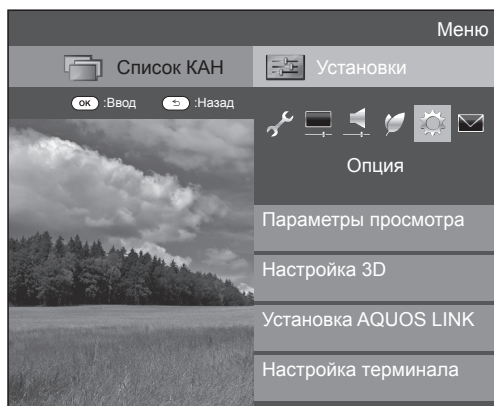 Меню
Список КАН
Установки
OK :Ввод
:Назад
Опция
Параметры просмотра
Настройка 3D
Установка AQUOS LINK
Настройка терминала